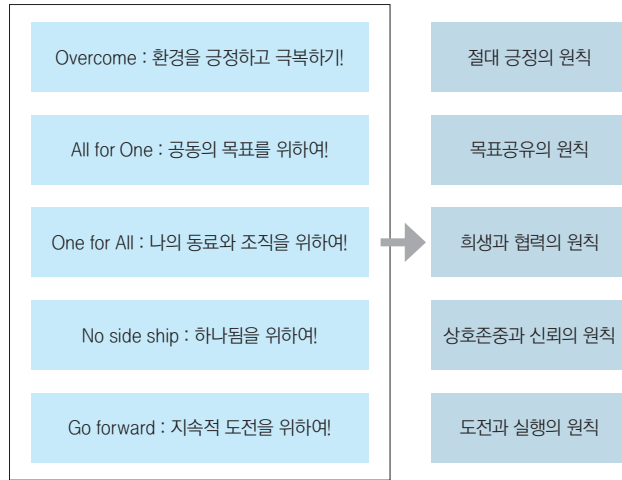 Overcome : 환경을 긍정하고 극복하기!
절대 긍정의 원칙
All for One : 공동의 목표를 위하여!
목표공유의 원칙
One for All : 나의 동료와 조직을 위하여!
희생과 협력의 원칙
No side ship : 하나됨을 위하여!
상호존중과 신뢰의 원칙
Go forward : 지속적 도전을 위하여!
도전과 실행의 원칙